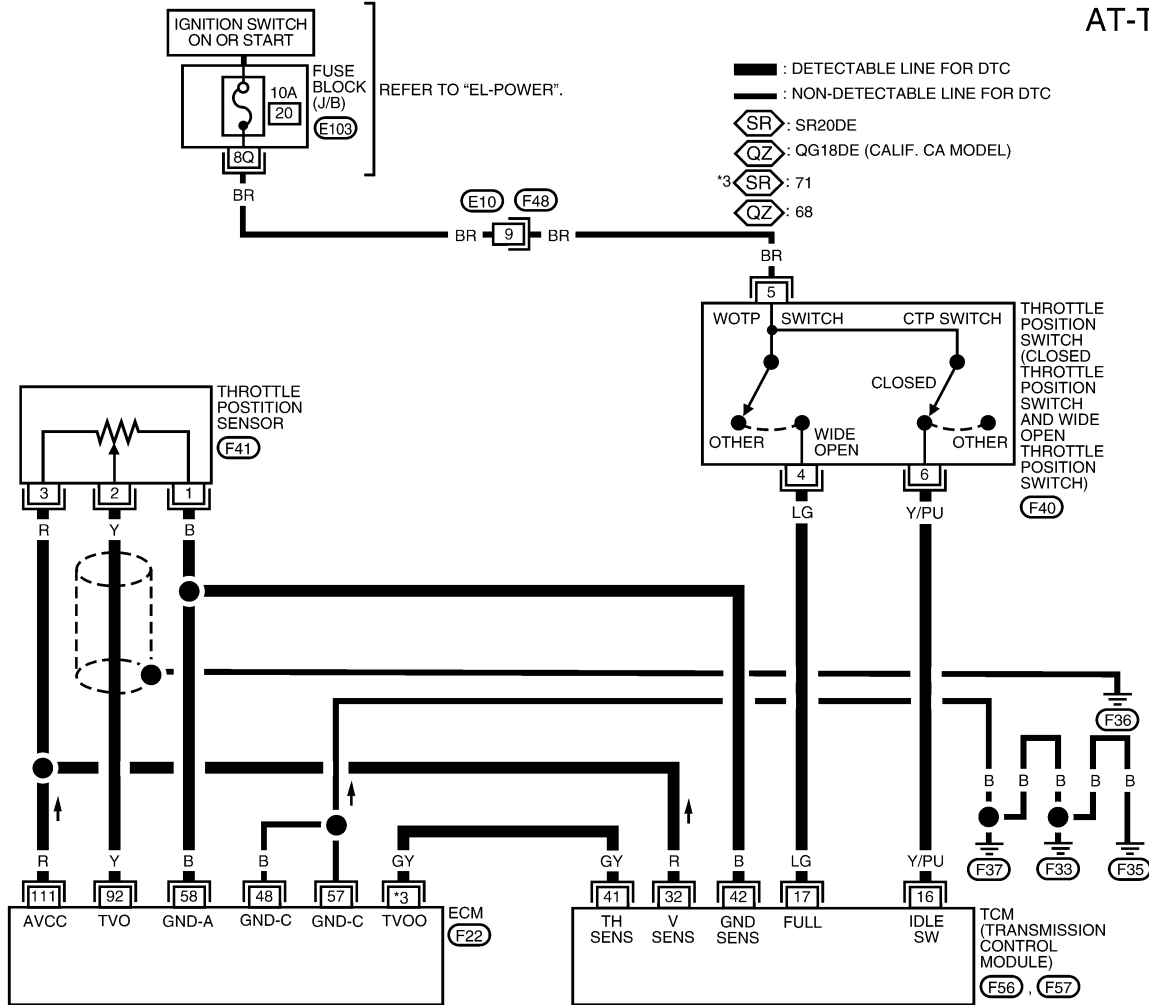 AT-T
IGNITION SWITCH
ON OR START
FUSE
BLOCK
(J/B)
E103
10A
20
8Q
REFER TO “EL-POWER”.
: DETECTABLE LINE FOR DTC
: NON-DETECTABLE LINE FOR DTC
SR : SR20DE
QZ : QG18DE (CALIF. CA MODEL)
*3 SR : 71
QZ : 68
BR
E10 F48
BR 9 BR
BR
5
WOTP SWITCH CTP SWITCH
CLOSED
OTHER WIDE
OPEN
OTHER
4 6
THROTTLE
POSITION
SWITCH
(CLOSED
THROTTLE
POSITION
SWITCH
AND WIDE
OPEN
THROTTLE
POSITION
SWITCH)
F40
LG Y/PU
THROTTLE
POSTITION
SENSOR
F41
3 2 1
R Y B
F36
B B B B
F37 F33 F35
R Y B B GY
111 92 58 48 57 *3
AVCC TVO GND-A GND-C GND-C TVOO
ECM
F22
GY R B LG Y/PU
41 32 42 17 16
TH
SENS
V
SENS
GND
SENS
FULL
IDLE
SW
TCM
(TRANSMISSION
CONTROL
MODULE)
F56 , F57